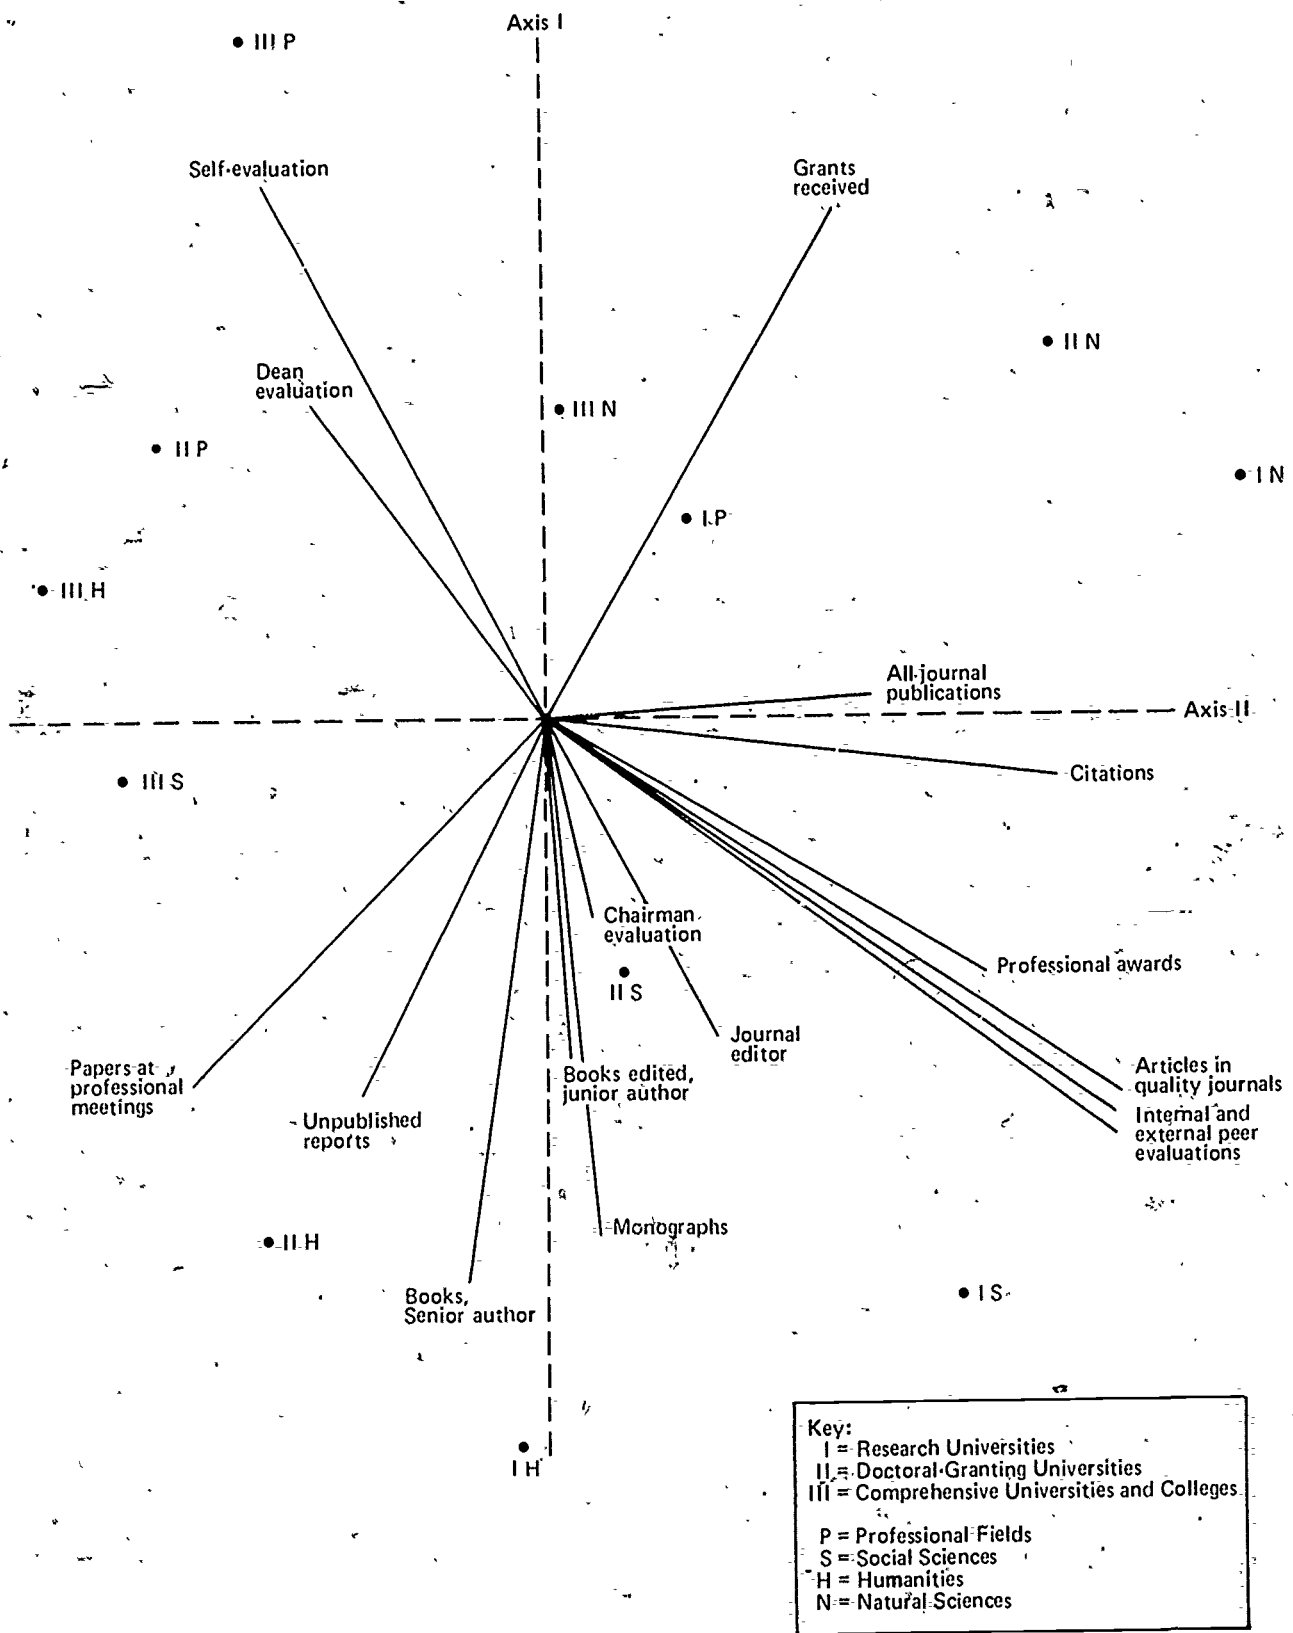 Axis I
III P
Self-evaluation
Grants
received
II N
Dean
evaluation
III N
II P
I N
I P
III H
All-journal
publications
Axis II
Citations
III S
Chairman
evaluation
Professional awards
II S
Journal
editor
Papers at
professional
meetings
Books edited,
junior author
Articles in
quality journals
Internal and
external peer
evaluations
Unpublished
reports
Monographs
II H
Books,
Senior author
I S
I H
Key:
I = Research Universities
II = Doctoral-Granting Universities
III = Comprehensive Universities and Colleges
P = Professional Fields
S = Social Sciences
H = Humanities
N = Natural Sciences